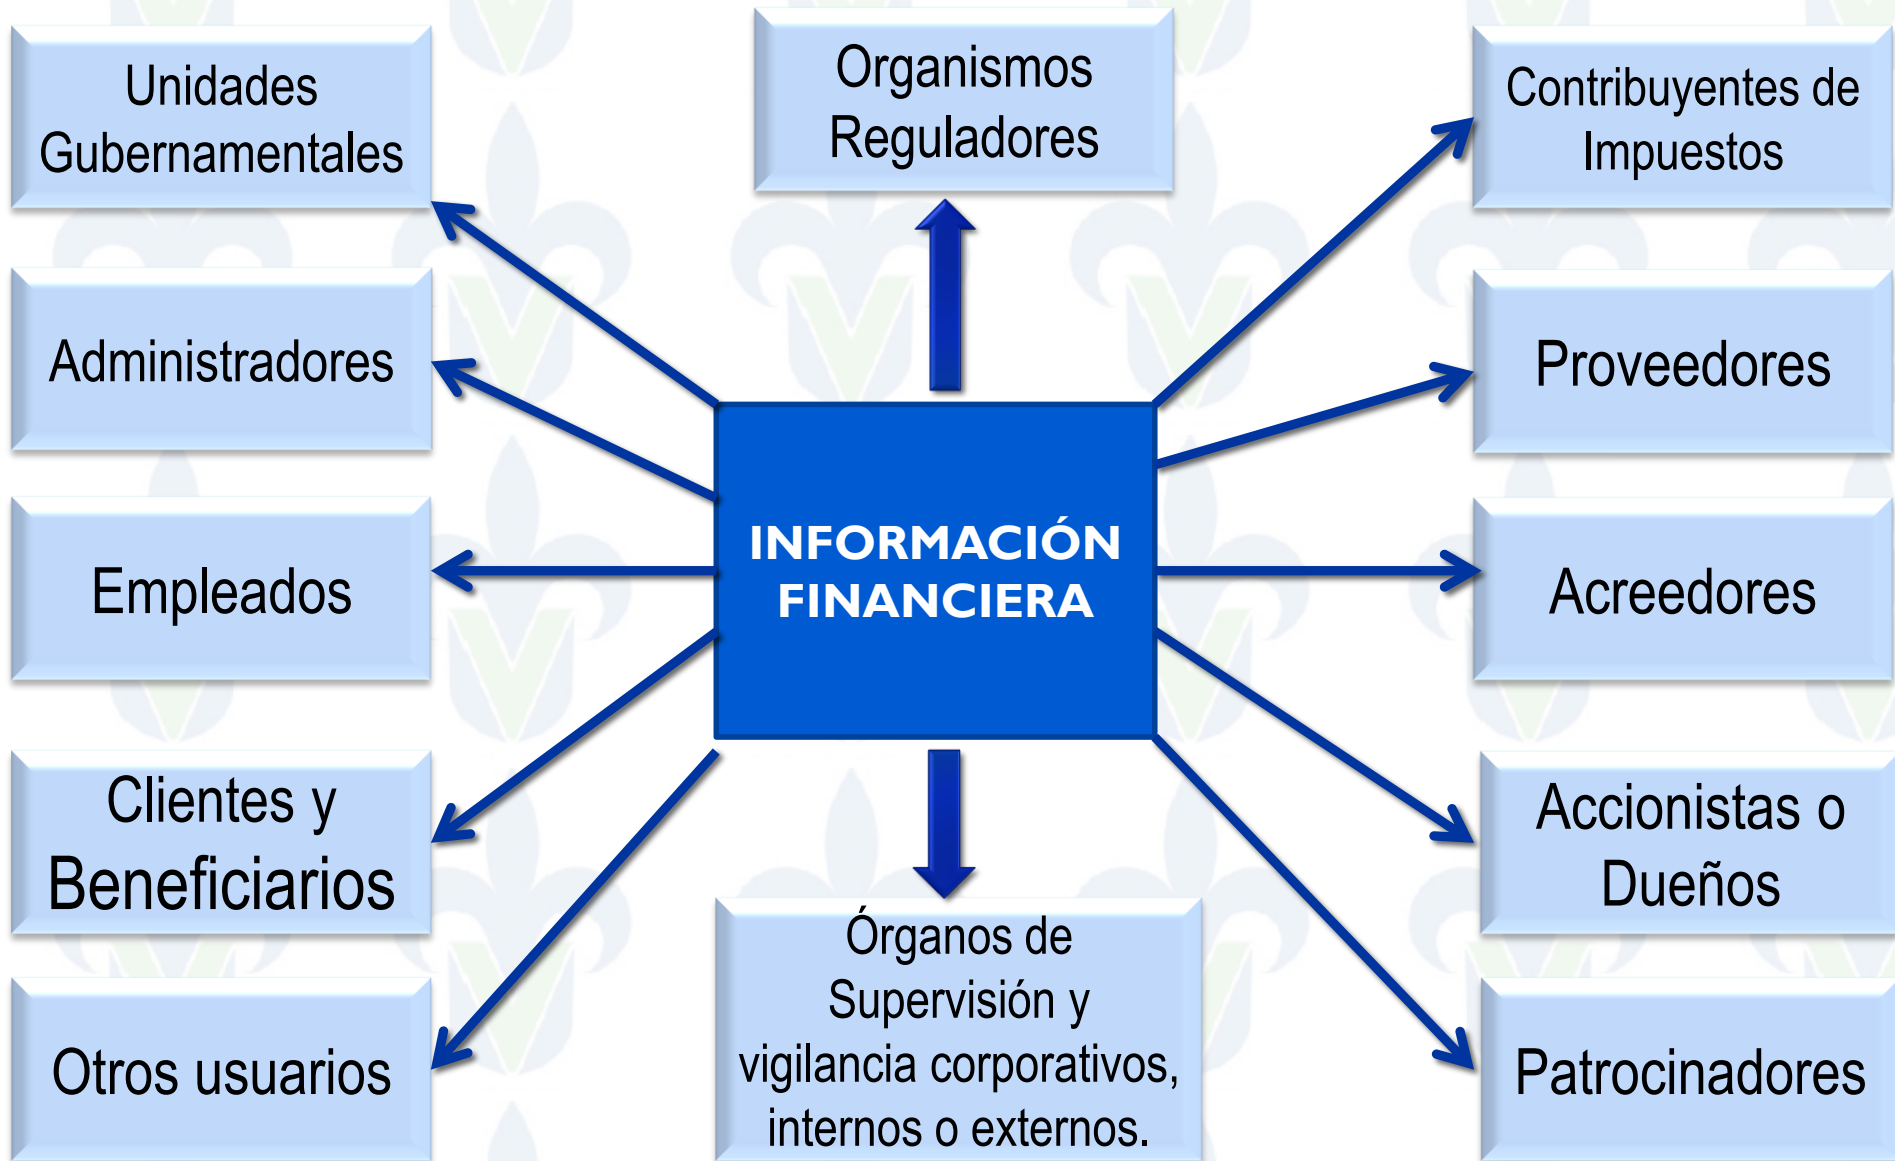 Unidades
Gubernamentales
Organismos
Reguladores
Contribuyentes de
Impuestos
Administradores
Proveedores
Empleados
INFORMACIÓN
FINANCIERA
Acreedores
Clientes y
Beneficiarios
Accionistas o
Dueños
Otros usuarios
Órganos de
Supervisión y
vigilancia corporativos,
internos o externos.
Patrocinadores